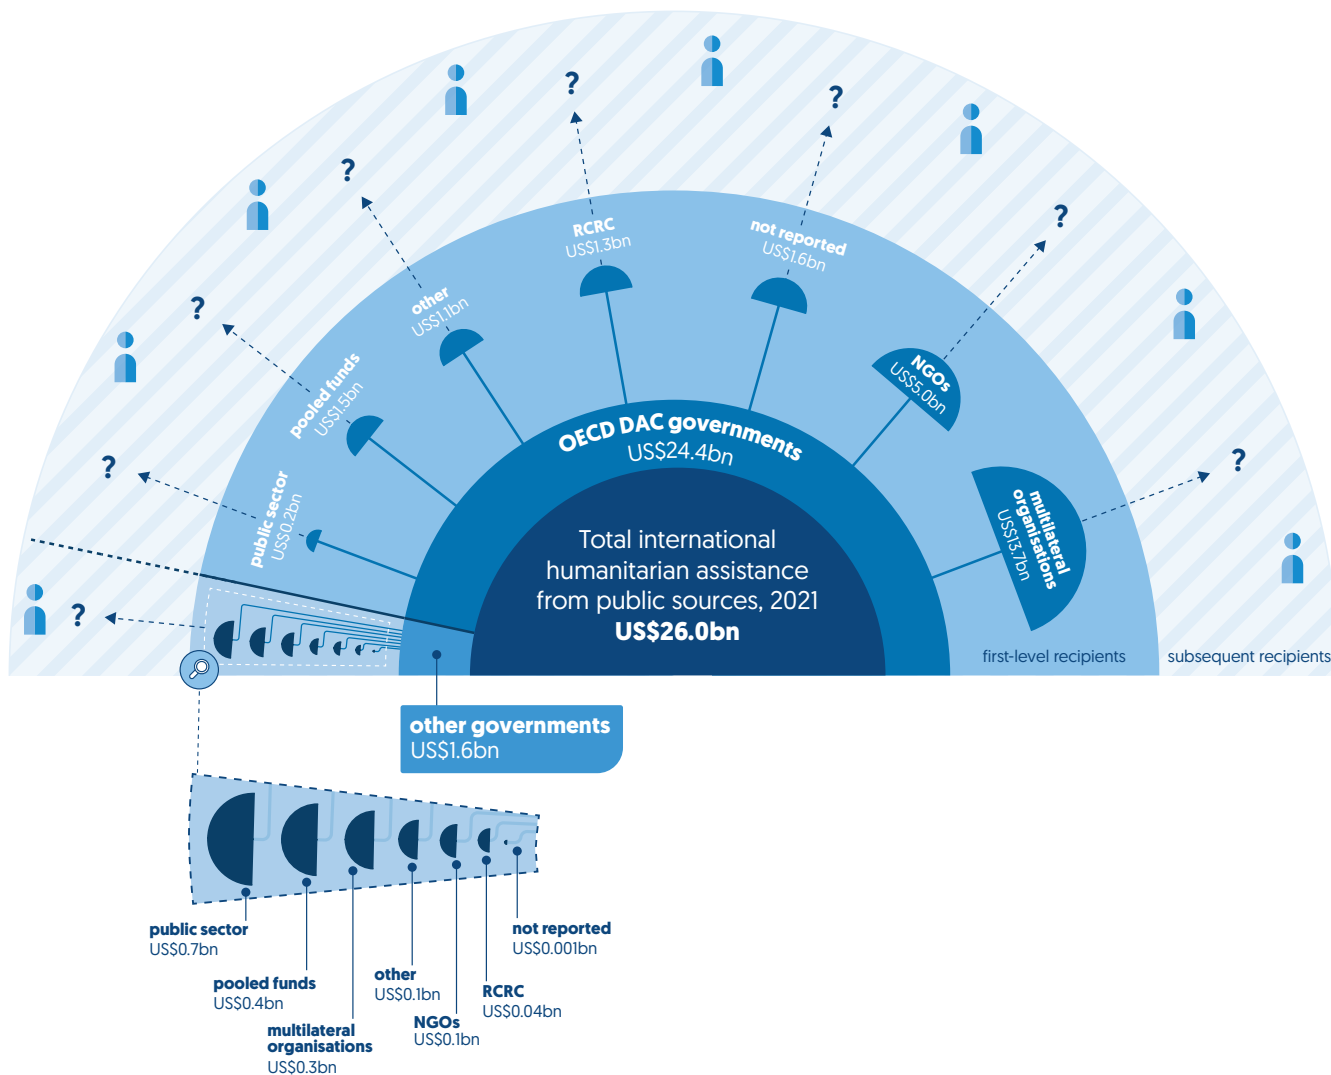 ?
?
?
?
?
?
?
?
RCRC
US$1.3bn
not reported
US$1.6bn
other
US$1.1bn
pooled funds
US$1.5bn
NGOs
US$5.0bn
public sector
US$0.2bn
multilateral
organisations
US$13.7bn
OECD DAC governments
US$24.4bn
Total international
humanitarian assistance
from public sources, 2021
US$26.0bn
first-level recipients
subsequent recipients
other governments
US$1.6bn
public sector
US$0.7bn
pooled funds
US$0.4bn
multilateral
organisations
US$0.3bn
other
US$0.1bn
NGOs
US$0.1bn
RCRC
US$0.04bn
not reported
US$0.001bn